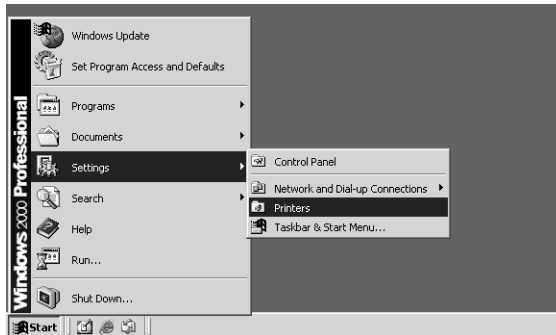 Windows 2000 Professional
Windows Update
Set Program Access and Defaults
Programs
Documents
Settings
Search
Help
Run...
Shut Down...
Control Panel
Network and Dial-up Connections
Printers
Taskbar & Start Menu...
Start